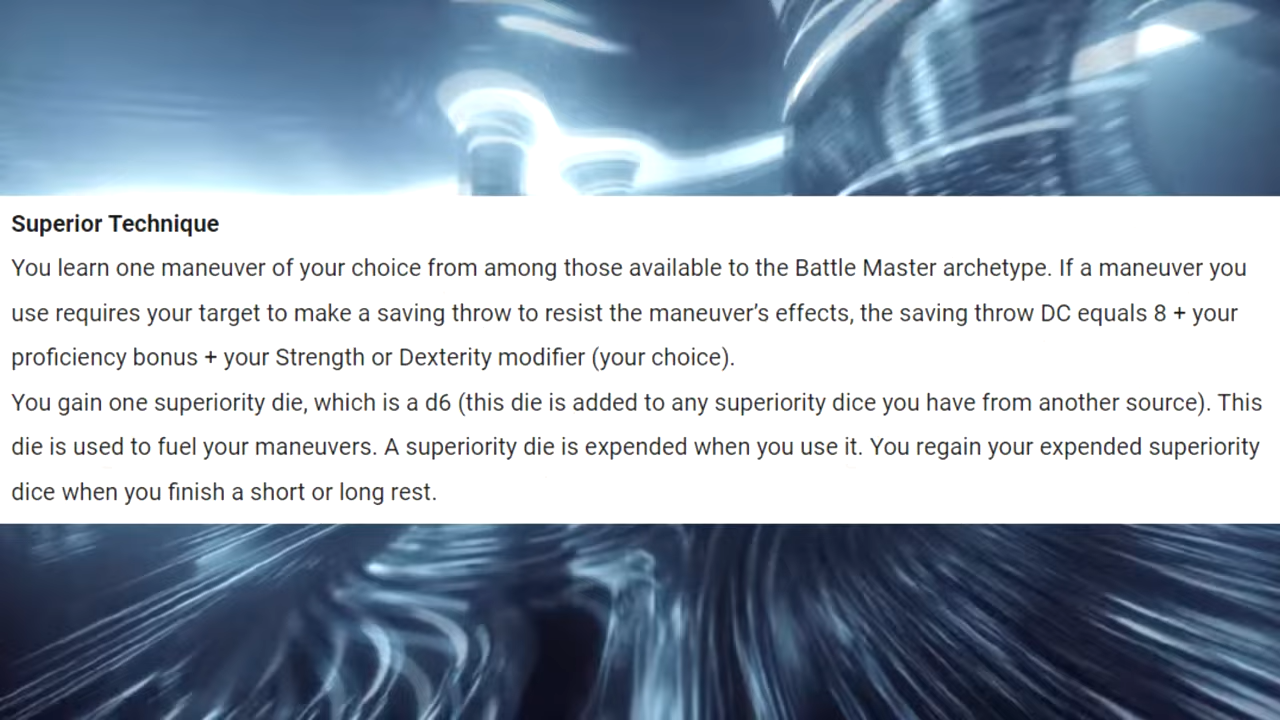 Superior Technique
You learn one maneuver of your choice from among those available to the Battle Master archetype. If a maneuver you
use requires your target to make a saving throw to resist the maneuver’s effects, the saving throw DC equals 8 + your
proficiency bonus + your Strength or Dexterity modifier (your choice).
You gain one superiority die, which is a d6 (this die is added to any superiority dice you have from another source). This
die is used to fuel your maneuvers. A superiority die is expended when you use it. You regain your expended superiority
dice when you finish a short or long rest.